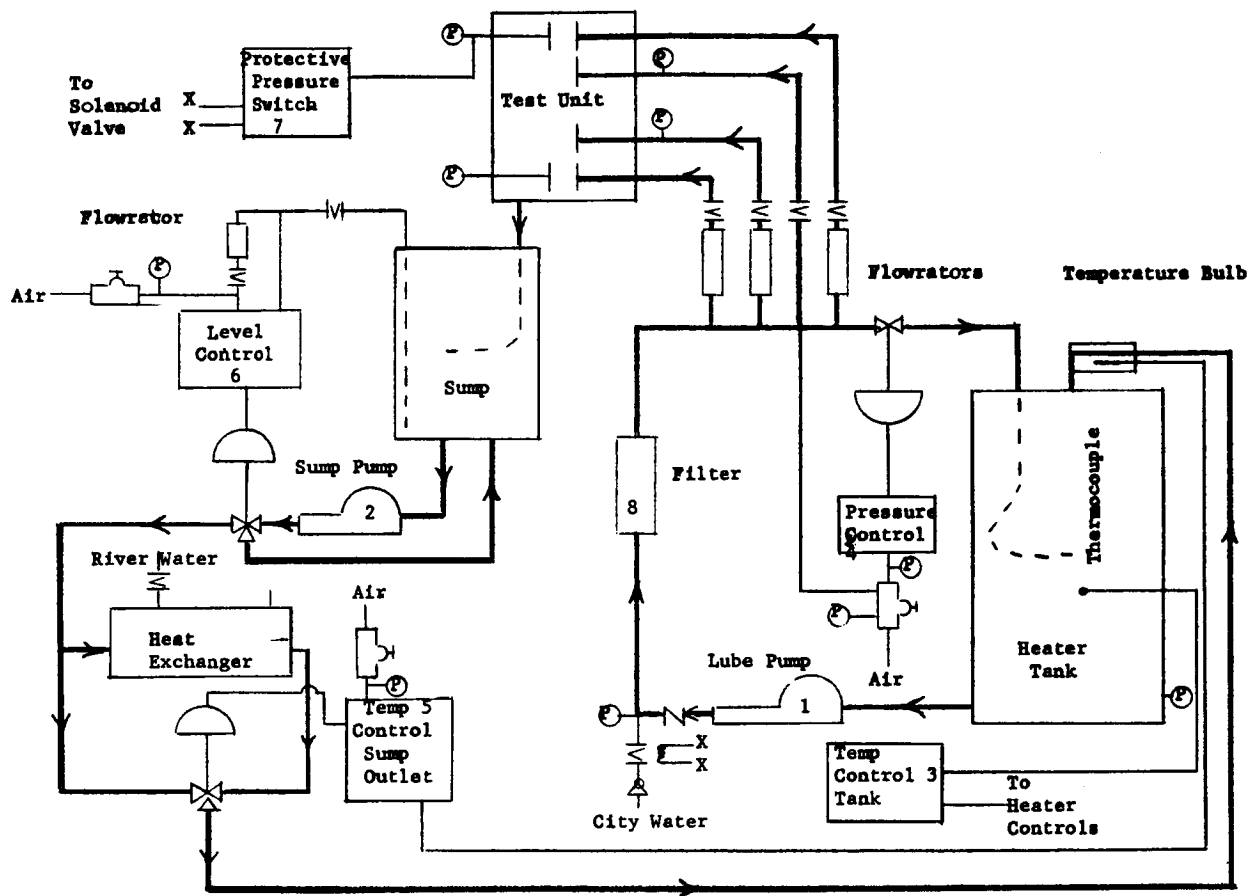 P
Protective
Pressure
Switch
7
To
Solanoid
Valve
X
X
P
Test Unit
P
P
Flowrator
P
Air
Level
Control
6
Sump
Sump Pump
2
River Water
Heat
Exchanger
Air
P
Temp 5
Control
Sump
Outlet
Flowrators
Temperature Bulb
Filter
8
Pressure
Control
4
P
P
Air
Thermocouple
Heater
Tank
P
Lube Pump
1
P
X
X
City Water
Temp
Control 3
Tank
To
Heater
Controls